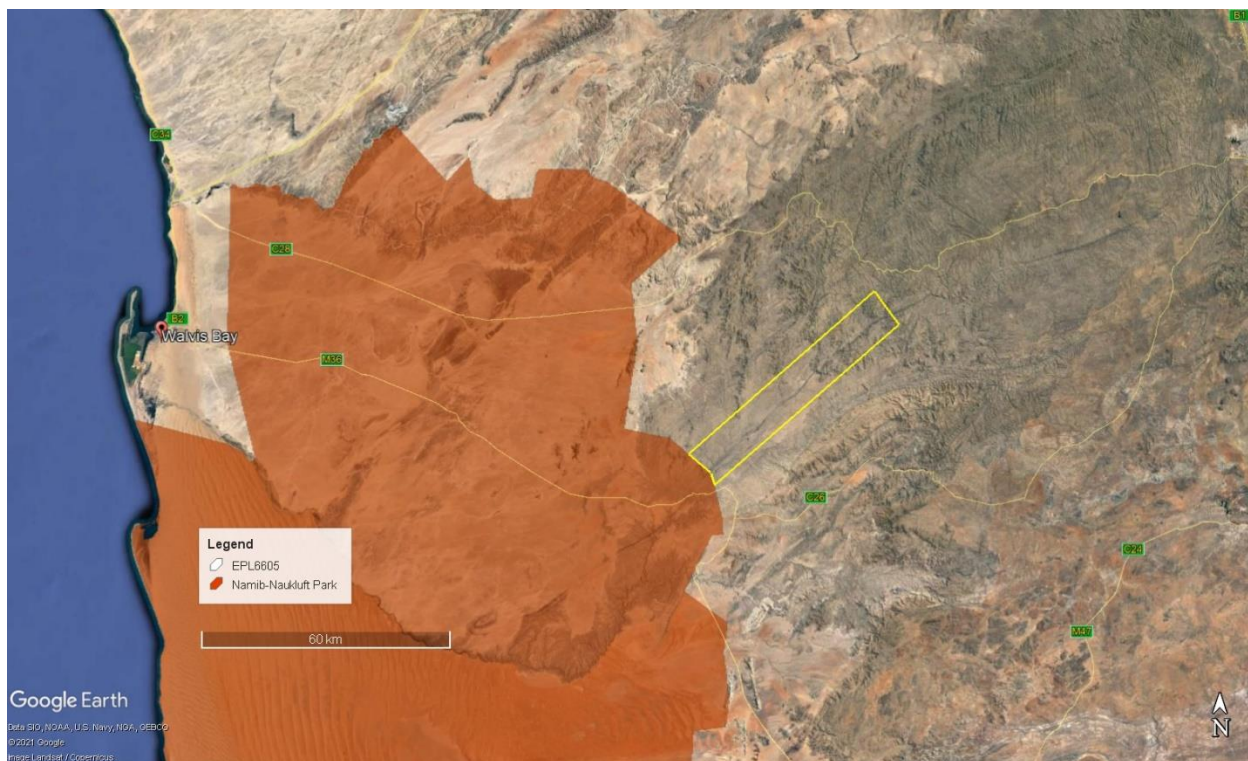 B1
C34
C28
B2
Walvis Bay
M36
C26
Legend
EPL6605
Namib-Naukluft Park
C24
60 km
M47
Google Earth
Data SIO, NOAA, U.S. Navy, NGA, GEBCO
©2021 Google
Image Landsat / Copernicus
N